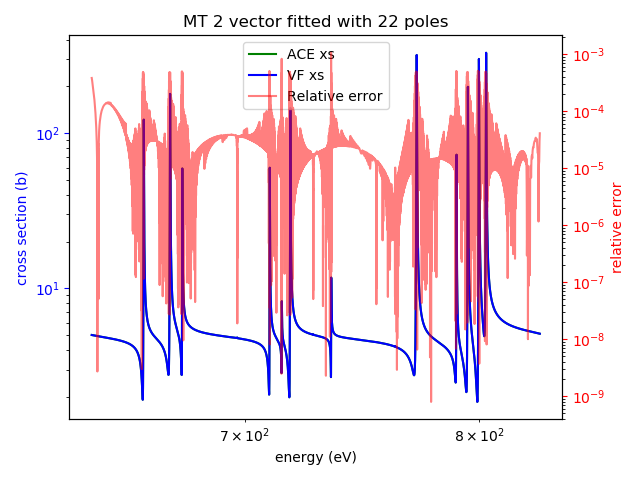 MT 2 vector fitted with 22 poles
ACE xs
VF xs
Relative error
cross section (b)
10²
10¹
relative error
10⁻³
10⁻⁴
10⁻⁵
10⁻⁶
10⁻⁷
10⁻⁸
10⁻⁹
7 × 10²
8 × 10²
energy (eV)